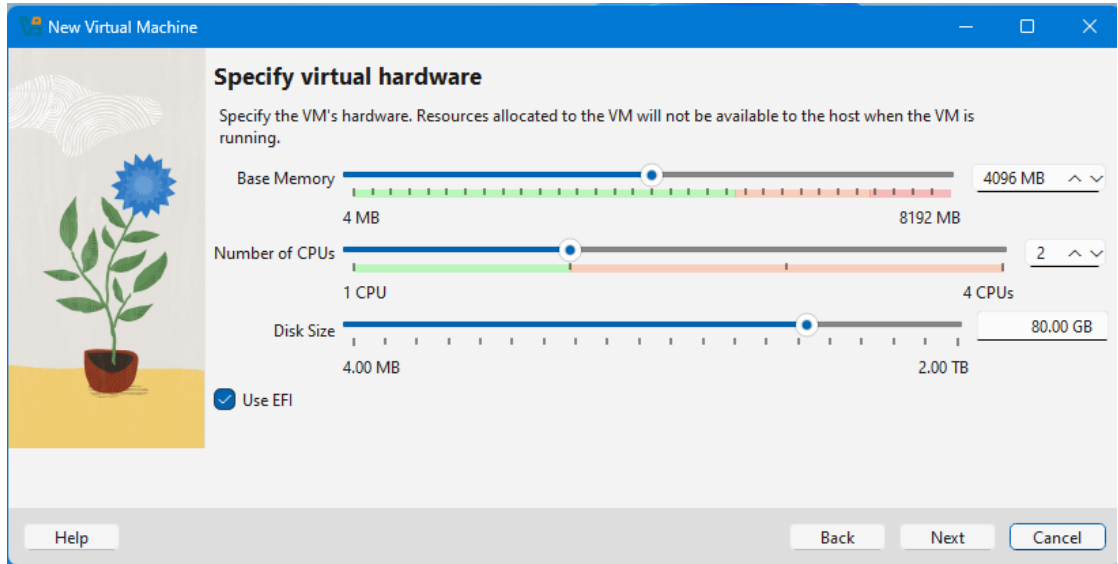 New Virtual Machine
Specify virtual hardware
Specify the VM's hardware. Resources allocated to the VM will not be available to the host when the VM is
running.
Base Memory 4096 MB
4 MB 8192 MB
Number of CPUs 2
1 CPU 4 CPUs
Disk Size 80.00 GB
4.00 MB 2.00 TB
Use EFI
Help Back Next Cancel